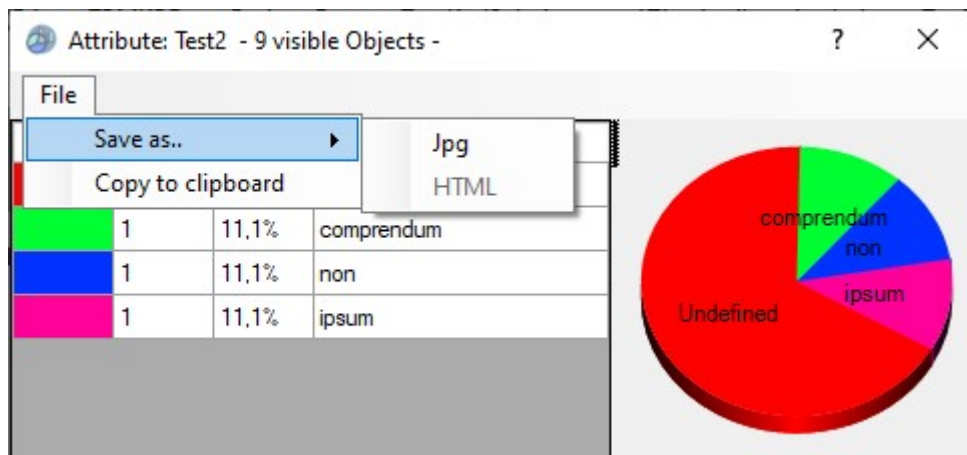 Attribute: Test2 - 9 visible Objects -
?
File
Save as..
Copy to clipboard
Jpg
HTML
1 11,1% comprendum
1 11,1% non
1 11,1% ipsum
comprendum
non
ipsum
Undefined